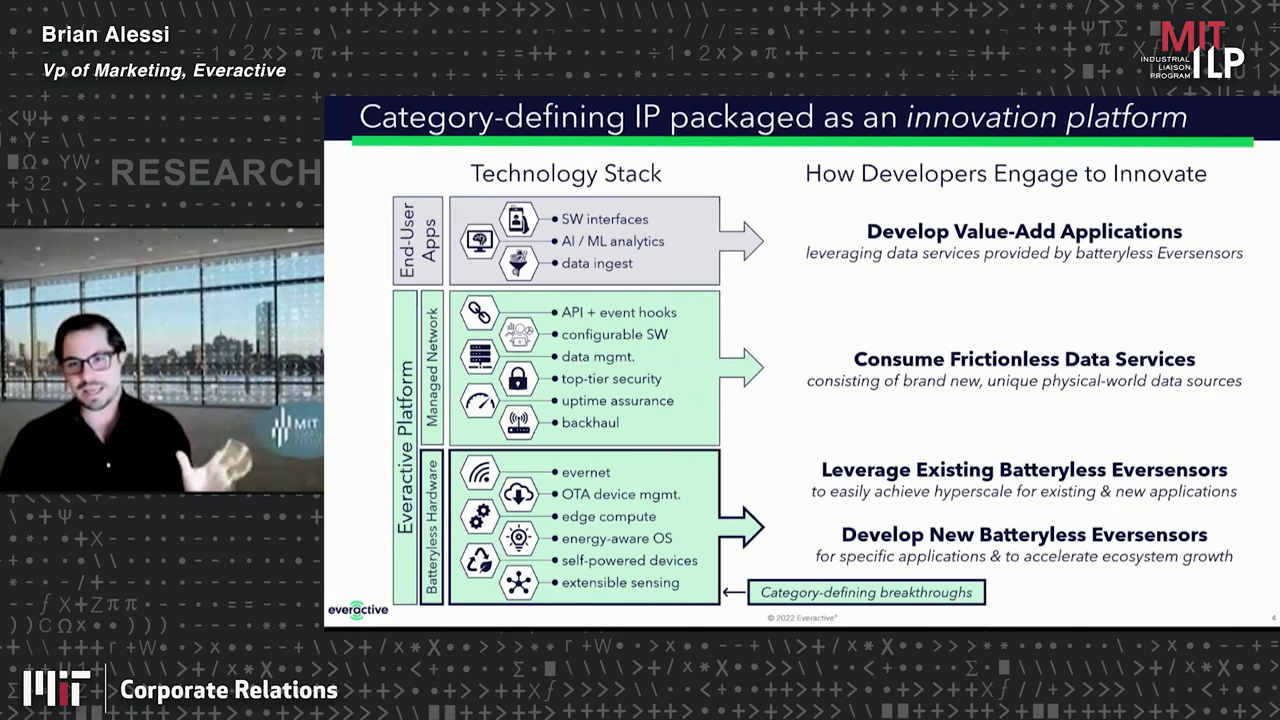 Brian Alessi
Vp of Marketing, Everactive
MIT
INDUSTRIAL
LIAISON
PROGRAM
ILP
RESEARCH
Category-defining IP packaged as an innovation platform
Technology Stack
How Developers Engage to Innovate
End-User
Apps
• SW interfaces
• AI / ML analytics
• data ingest
Develop Value-Add Applications
leveraging data services provided by batteryless Eversensors
Everactive Platform
Managed Network
• API + event hooks
• configurable SW
• data mgmt.
• top-tier security
• uptime assurance
• backhaul
Consume Frictionless Data Services
consisting of brand new, unique physical-world data sources
Batteryless Hardware
• evernet
• OTA device mgmt.
• edge compute
• energy-aware OS
• self-powered devices
• extensible sensing
Leverage Existing Batteryless Eversensors
to easily achieve hyperscale for existing & new applications
Develop New Batteryless Eversensors
for specific applications & to accelerate ecosystem growth
Category-defining breakthroughs
everactive
© 2022 Everactive®
4
MIT
MIT
Corporate Relations